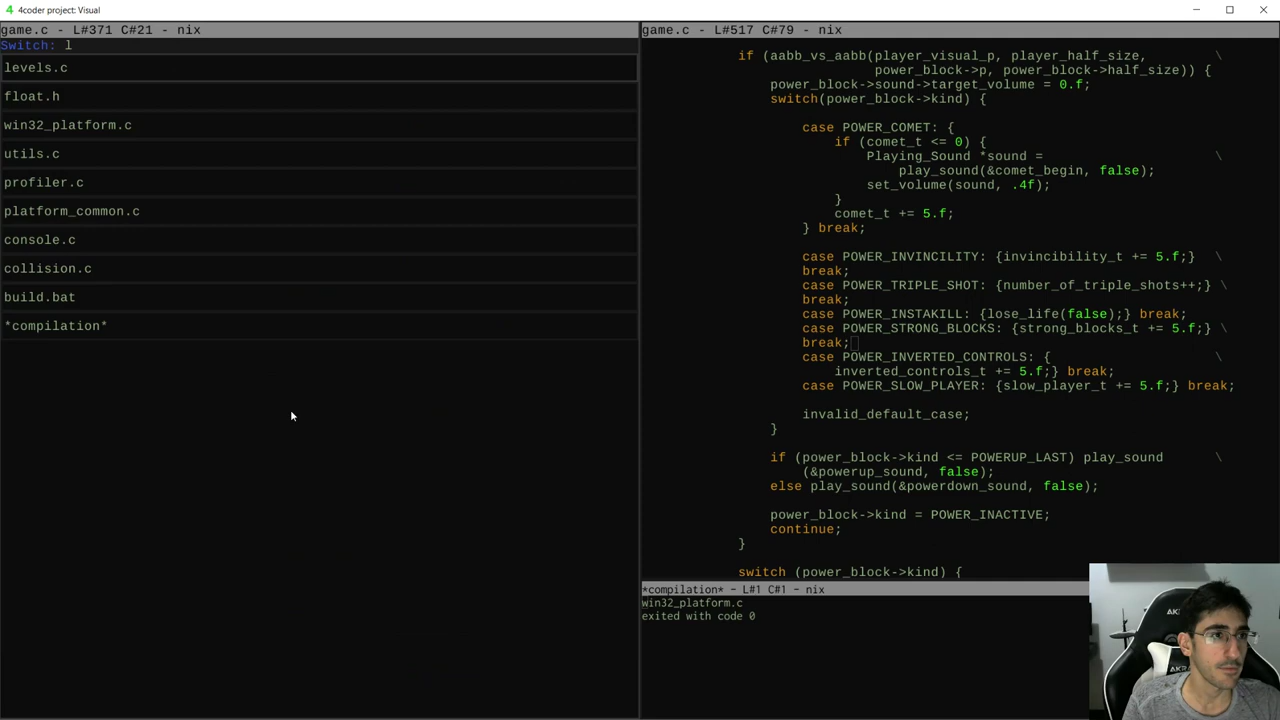 4coder project: Visual
game.c - L#371 C#21 - nix
Switch: l
levels.c
float.h
win32_platform.c
utils.c
profiler.c
platform_common.c
console.c
collision.c
build.bat
*compilation*
game.c - L#517 C#79 - nix
if (aabb_vs_aabb(player_visual_p, player_half_size, \
power_block->p, power_block->half_size)) {
power_block->sound->target_volume = 0.f;
switch(power_block->kind) {
case POWER_COMET: {
if (comet_t <= 0) {
Playing_Sound *sound = \
play_sound(&comet_begin, false);
set_volume(sound, .4f);
}
comet_t += 5.f;
} break;
case POWER_INVINCILITY: {invincibility_t += 5.f;} \
break;
case POWER_TRIPLE_SHOT: {number_of_triple_shots++;} \
break;
case POWER_INSTAKILL: {lose_life(false);} break;
case POWER_STRONG_BLOCKS: {strong_blocks_t += 5.f;} \
break;
case POWER_INVERTED_CONTROLS: { \
inverted_controls_t += 5.f;} break;
case POWER_SLOW_PLAYER: {slow_player_t += 5.f;} break;
invalid_default_case;
}
if (power_block->kind <= POWERUP_LAST) play_sound \
(&powerup_sound, false);
else play_sound(&powerdown_sound, false);
power_block->kind = POWER_INACTIVE;
continue;
}
switch (power_block->kind) {
*compilation* - L#1 C#1 - nix
win32_platform.c
exited with code 0